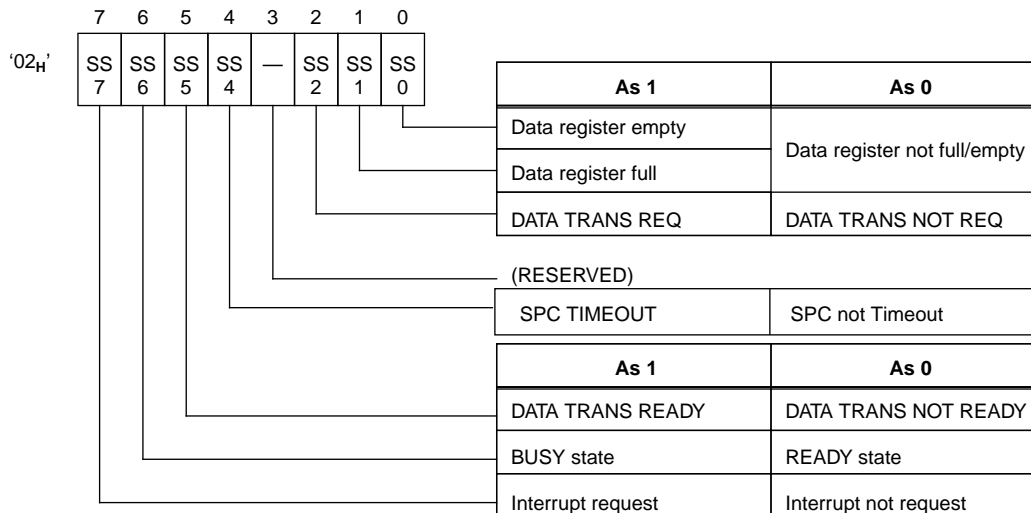 7 6 5 4 3 2 1 0
‘02H’ SS SS SS SS — SS SS SS
7 6 5 4 2 1 0
As 1 As 0
Data register empty
Data register not full/empty
Data register full
DATA TRANS REQ DATA TRANS NOT REQ
(RESERVED)
SPC TIMEOUT SPC not Timeout
As 1 As 0
DATA TRANS READY DATA TRANS NOT READY
BUSY state READY state
Interrupt request Interrupt not request